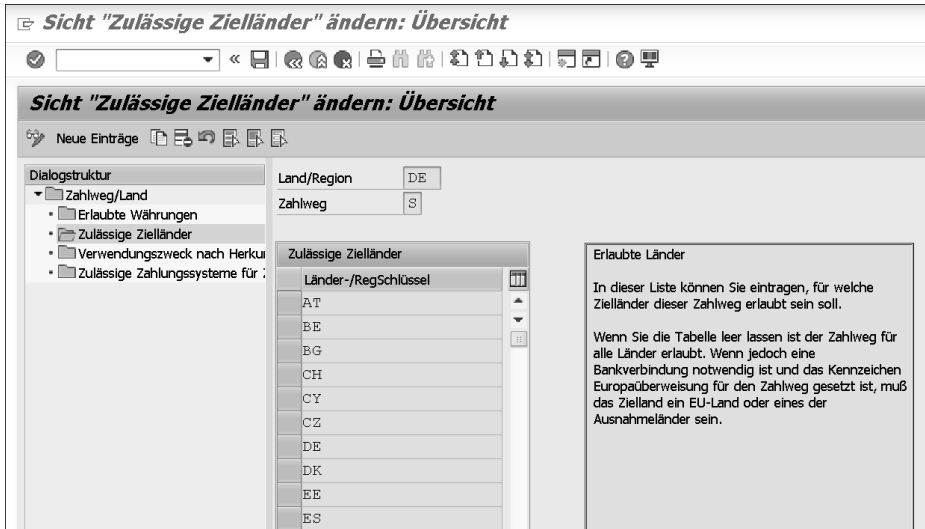 Sicht "Zulässige Zielländer" ändern: Übersicht
Sicht "Zulässige Zielländer" ändern: Übersicht
Neue Einträge
Dialogstruktur
Zahlweg/Land
Erlaubte Währungen
Zulässige Zielländer
Verwendungszweck nach Herkun
Zulässige Zahlungssysteme für Z
Land/Region DE
Zahlweg S
Zulässige Zielländer
Länder-/RegSchlüssel
AT
BE
BG
CH
CY
CZ
DE
DK
EE
ES
Erlaubte Länder
In dieser Liste können Sie eintragen, für welche
Zielländer dieser Zahlweg erlaubt sein soll.
Wenn Sie die Tabelle leer lassen ist der Zahlweg für
alle Länder erlaubt. Wenn jedoch eine
Bankverbindung notwendig ist und das Kennzeichen
Europaüberweisung für den Zahlweg gesetzt ist, muß
das Zielland ein EU-Land oder eines der
Ausnahmeländer sein.